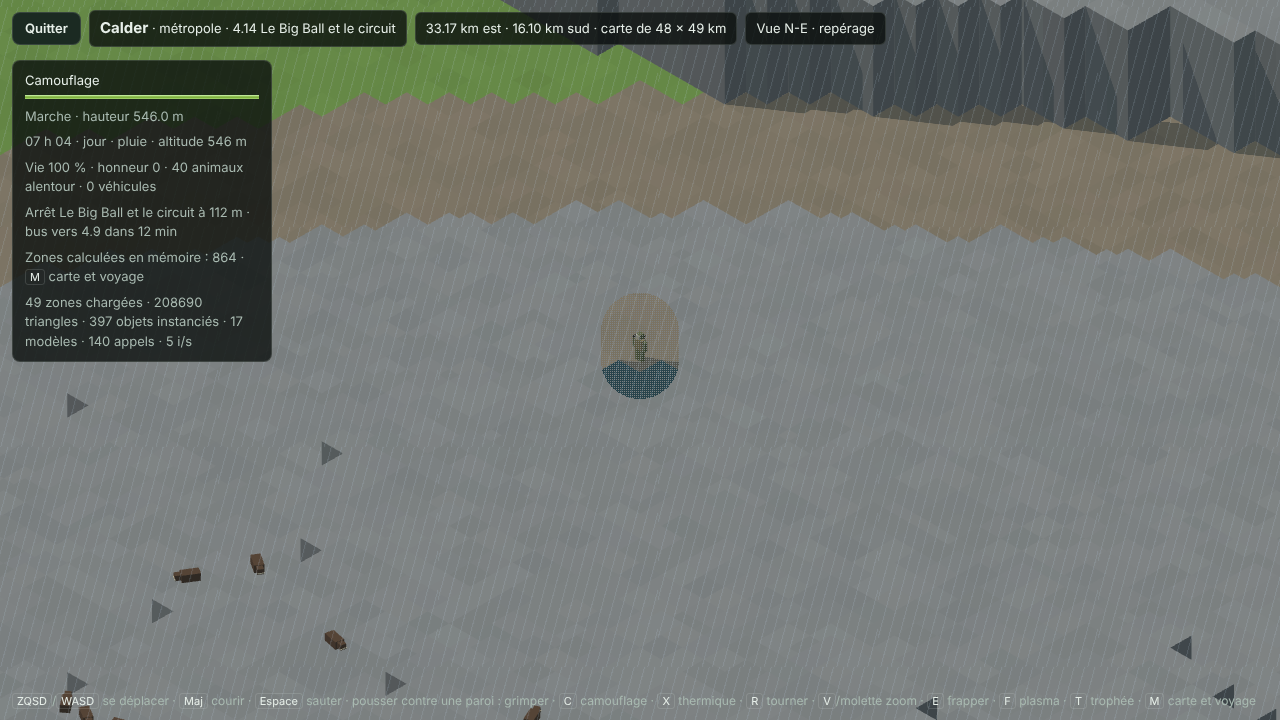 Quitter
Calder · métropole · 4.14 Le Big Ball et le circuit
33.17 km est · 16.10 km sud · carte de 48 × 49 km
Vue N-E · repérage
Camouflage
Marche · hauteur 546.0 m
07 h 04 · jour · pluie · altitude 546 m
Vie 100 % · honneur 0 · 40 animaux
alentour · 0 véhicules
Arrêt Le Big Ball et le circuit à 112 m ·
bus vers 4.9 dans 12 min
Zones calculées en mémoire : 864 ·
M carte et voyage
49 zones chargées · 208690
triangles · 397 objets instanciés · 17
modèles · 140 appels · 5 i/s
ZQSD / WASD se déplacer · Maj courir · Espace sauter · pousser contre une paroi : grimper · C camouflage · X thermique · R tourner · V /molette zoom · E frapper · F plasma · T trophée · M carte et voyage